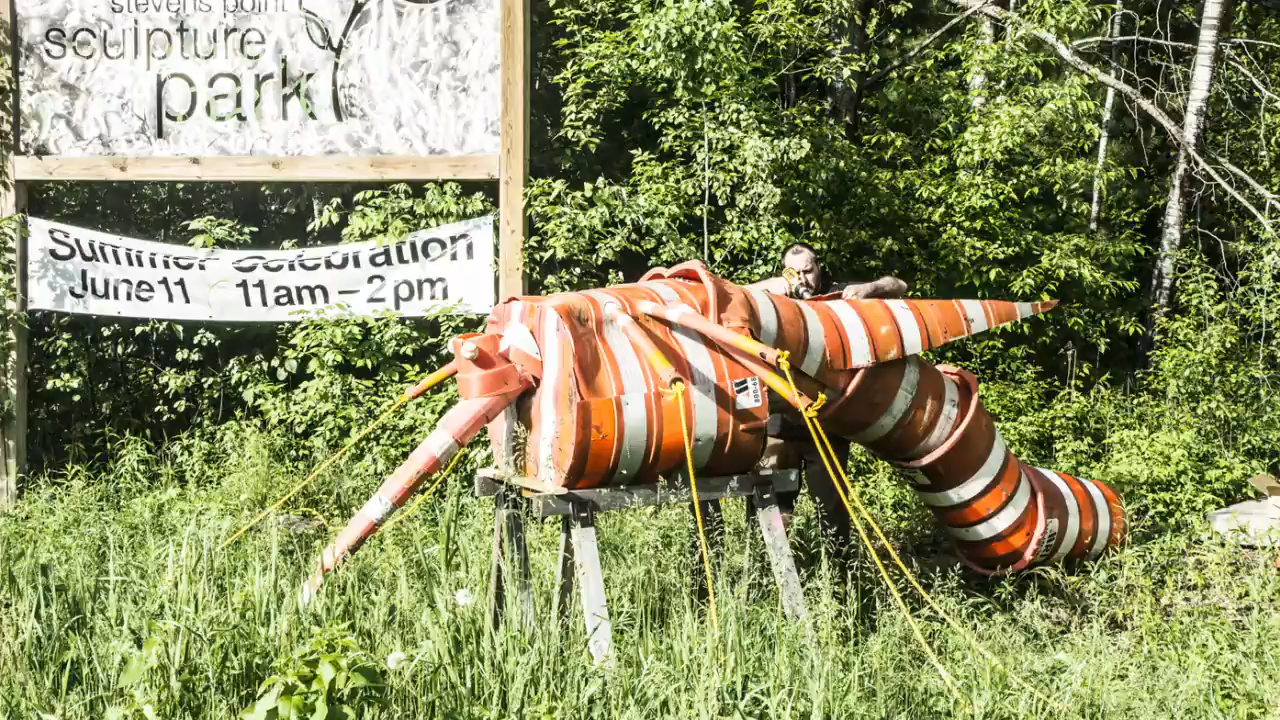 stevens point
sculpture
park
Summer Celebration
June 11 11am – 2pm